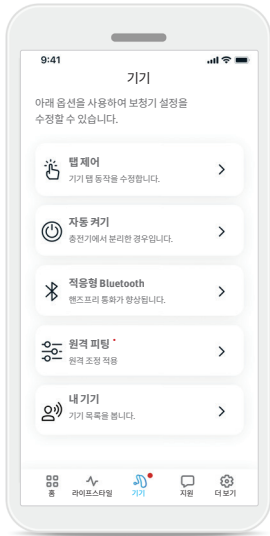 9:41
기기
아래 옵션을 사용하여 보청기 설정을
수정할 수 있습니다.
탭 제어
기기 탭 동작을 수정합니다.
자동 켜기
충전기에서 분리한 경우입니다.
적응형 Bluetooth
핸즈프리 통화가 향상됩니다.
원격 피팅
원격 조정 적용
내 기기
기기 목록을 봅니다.
홈 라이프스타일 기기 지원 더 보기